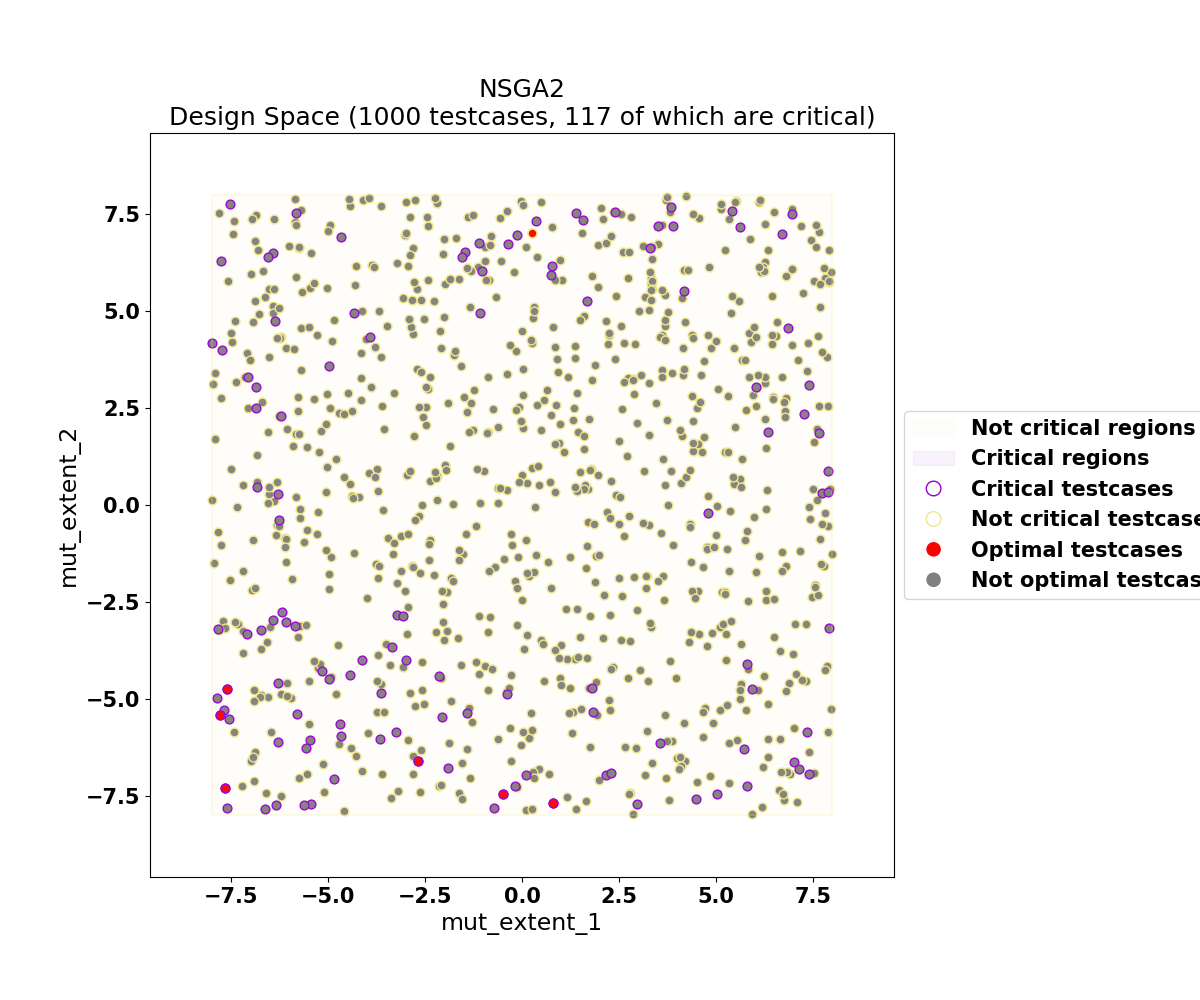 NSGA2
Design Space (1000 testcases, 117 of which are critical)
mut_extent_2
7.5
5.0
2.5
0.0
−2.5
−5.0
−7.5
−7.5
−5.0
−2.5
0.0
2.5
5.0
7.5
mut_extent_1
Not critical regions
Critical regions
Critical testcases
Not critical testcase
Optimal testcases
Not optimal testcas